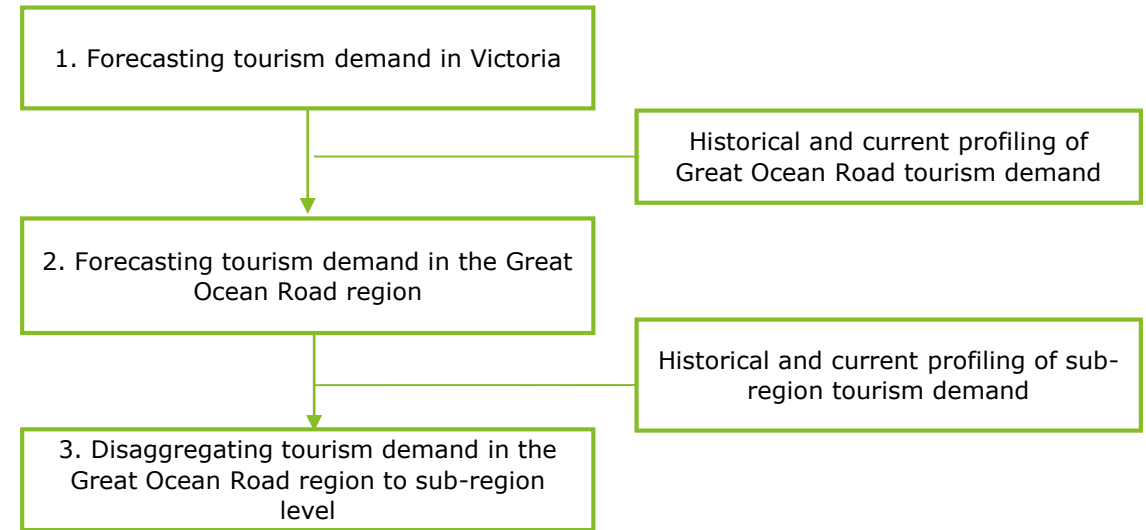 1. Forecasting tourism demand in Victoria
Historical and current profiling of
Great Ocean Road tourism demand
2. Forecasting tourism demand in the Great
Ocean Road region
Historical and current profiling of sub-
region tourism demand
3. Disaggregating tourism demand in the
Great Ocean Road region to sub-region
level